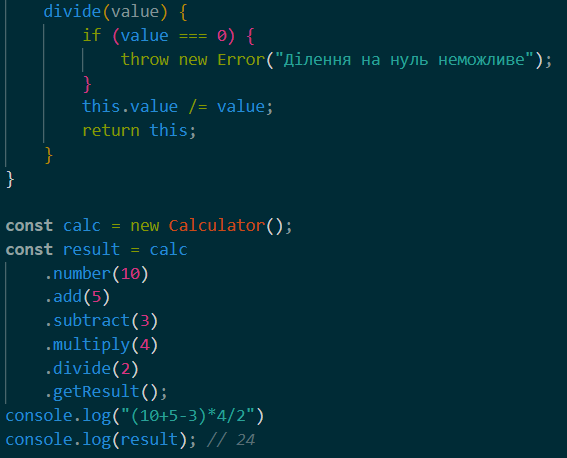 divide(value) {
if (value === 0) {
throw new Error("Ділення на нуль неможливе");
}
this.value /= value;
return this;
}
}
const calc = new Calculator();
const result = calc
.number(10)
.add(5)
.subtract(3)
.multiply(4)
.divide(2)
.getResult();
console.log("(10+5-3)*4/2")
console.log(result); // 24